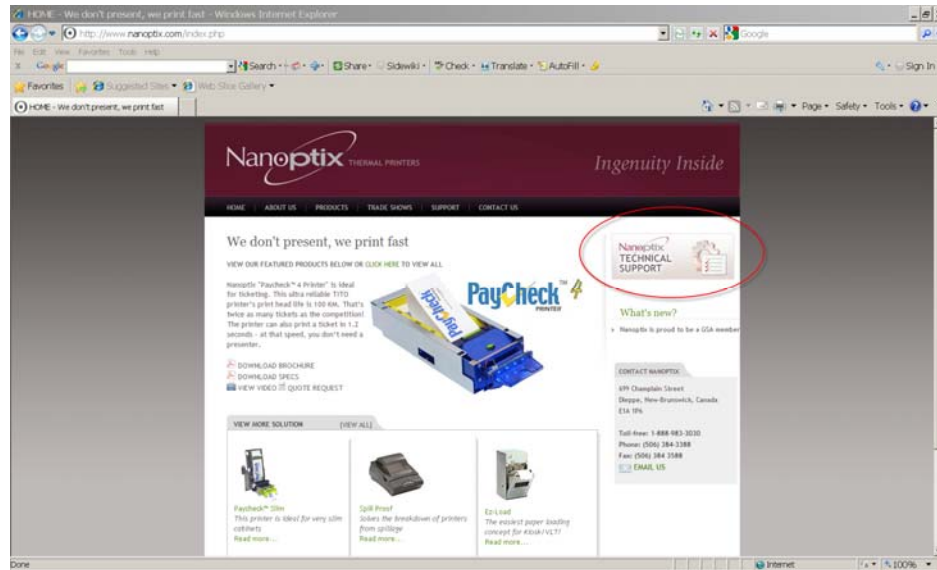 HOME - We don't present, we print fast - Windows Internet Explorer
http://www.nanoptix.com/index.php
Google
File Edit View Favorites Tools Help
x Google Search Share Sidewiki Check Translate AutoFill Sign In
Favorites Suggested Sites Web Slice Gallery
HOME - We don't present, we print fast
Page Safety Tools
Nanoptix THERMAL PRINTERS
Ingenuity Inside
HOME ABOUT US PRODUCTS TRADE SHOWS SUPPORT CONTACT US
We don't present, we print fast
VIEW OUR FEATURED PRODUCTS BELOW OR CLICK HERE TO VIEW ALL
Nanoptix "Paycheck™ 4 Printer" is ideal
for ticketing. This ultra reliable TITO
printer's print head life is 100 KM. That's
twice as many tickets as the competition!
The printer can also print a ticket in 1.2
seconds - at that speed, you don't need a
presenter.
DOWNLOAD BROCHURE
DOWNLOAD SPECS
VIEW VIDEO QUOTE REQUEST
PayCheck
PayCheck
PayCheck™ 4
PRINTER
Nanoptix
TECHNICAL
SUPPORT
What's new?
Nanoptix is proud to be a GSA member
CONTACT NANOPTIX
699 Champlain Street
Dieppe, New-Brunswick, Canada
E1A 1P6
Toll-free: 1-888-983-3030
Phone: (506) 384-3388
Fax: (506) 384 3588
EMAIL US
VIEW MORE SOLUTION [VIEW ALL]
Paycheck™ Slim
This printer is ideal for very slim
cabinets
Read more...
Spill Proof
Solves the breakdown of printers
from spillage
Read more...
Ez-Load
The easiest paper loading
concept for Kiosk/VLT!
Read more...
Done
Internet
100%